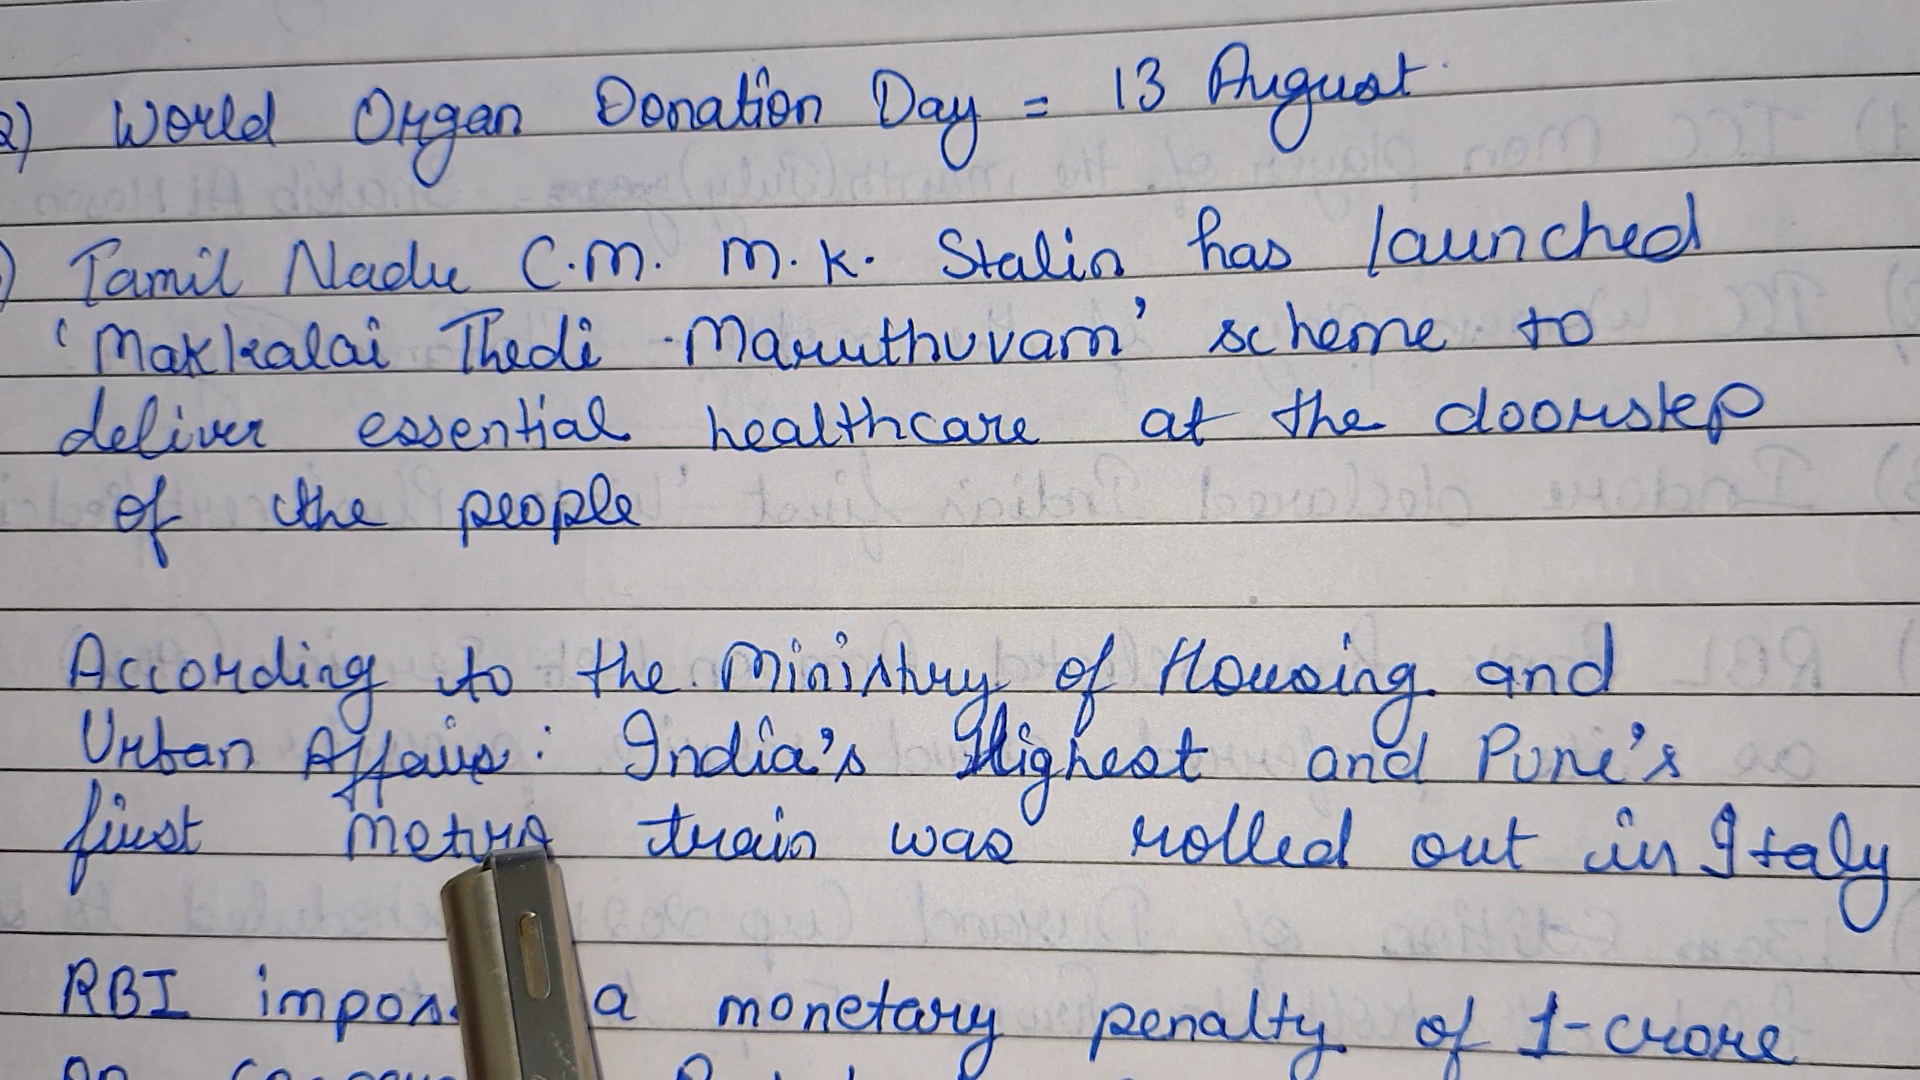 2) World Organ Donation Day = 13 August
) Tamil Nadu C.M. M.K. Stalin has launched
'Makkalai Thedi Maruthuvam' scheme to
deliver essential healthcare at the doorstep
of the people
According to the Ministry of Housing and
Urban Affairs: India's Highest and Pune's
first metro train was rolled out in Italy
RBI a monetary penalty of 1-crore